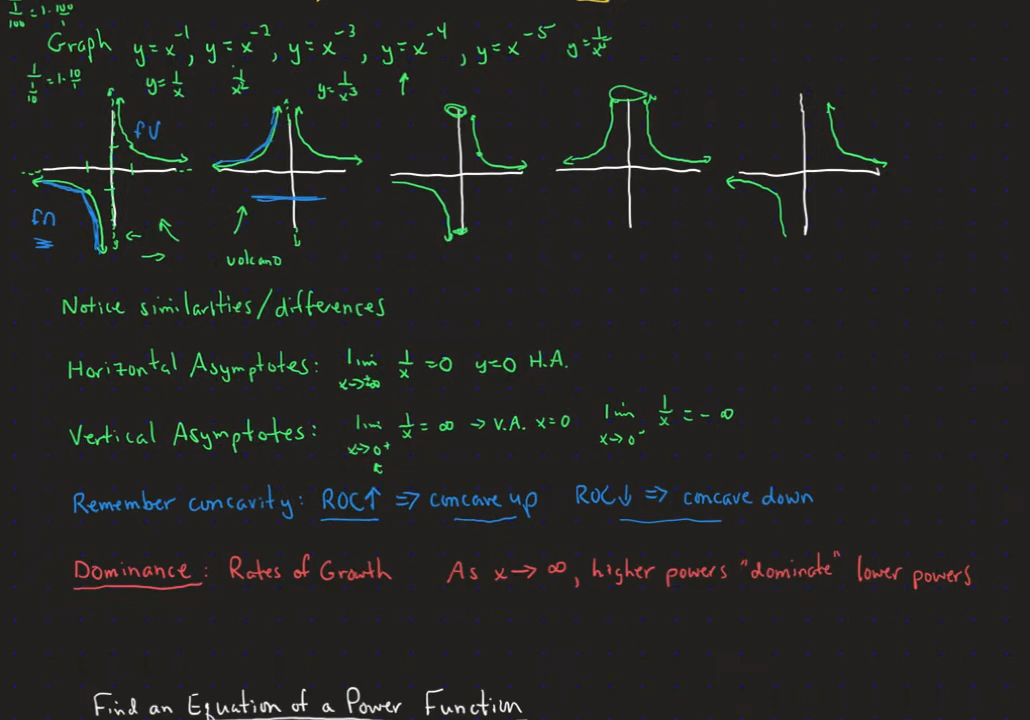 1/(1/100) = 1·100/1
Graph y=x^-1, y=x^-2, y=x^-3, y=x^-4, y=x^-5
1/(1/10) = 1·10/1 y=1/x 1/x^2 y=1/x^3
fV
fn
volcano
Notice similarities/differences
Horizontal Asymptotes: lim x→±∞ 1/x =0 y=0 H.A.
Vertical Asymptotes: lim x→0^+ 1/x = ∞ → V.A. x=0 lim x→0^- 1/x = -∞
Remember concavity: ROC↑ ⇒ concave up ROC↓ ⇒ concave down
Dominance: Rates of Growth As x→∞, higher powers "dominate" lower powers
Find an Equation of a Power Function